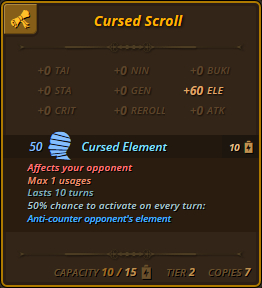 Cursed Scroll
+0 TAI +0 NIN +0 BUKI
+0 STA +0 GEN +60 ELE
+0 CRIT +0 REROLL +0 ATK
50 Cursed Element 10
Affects your opponent
Max 1 usages
Lasts 10 turns
50% chance to activate on every turn:
Anti-counter opponent's element
CAPACITY 10 / 15 TIER 2 COPIES 7